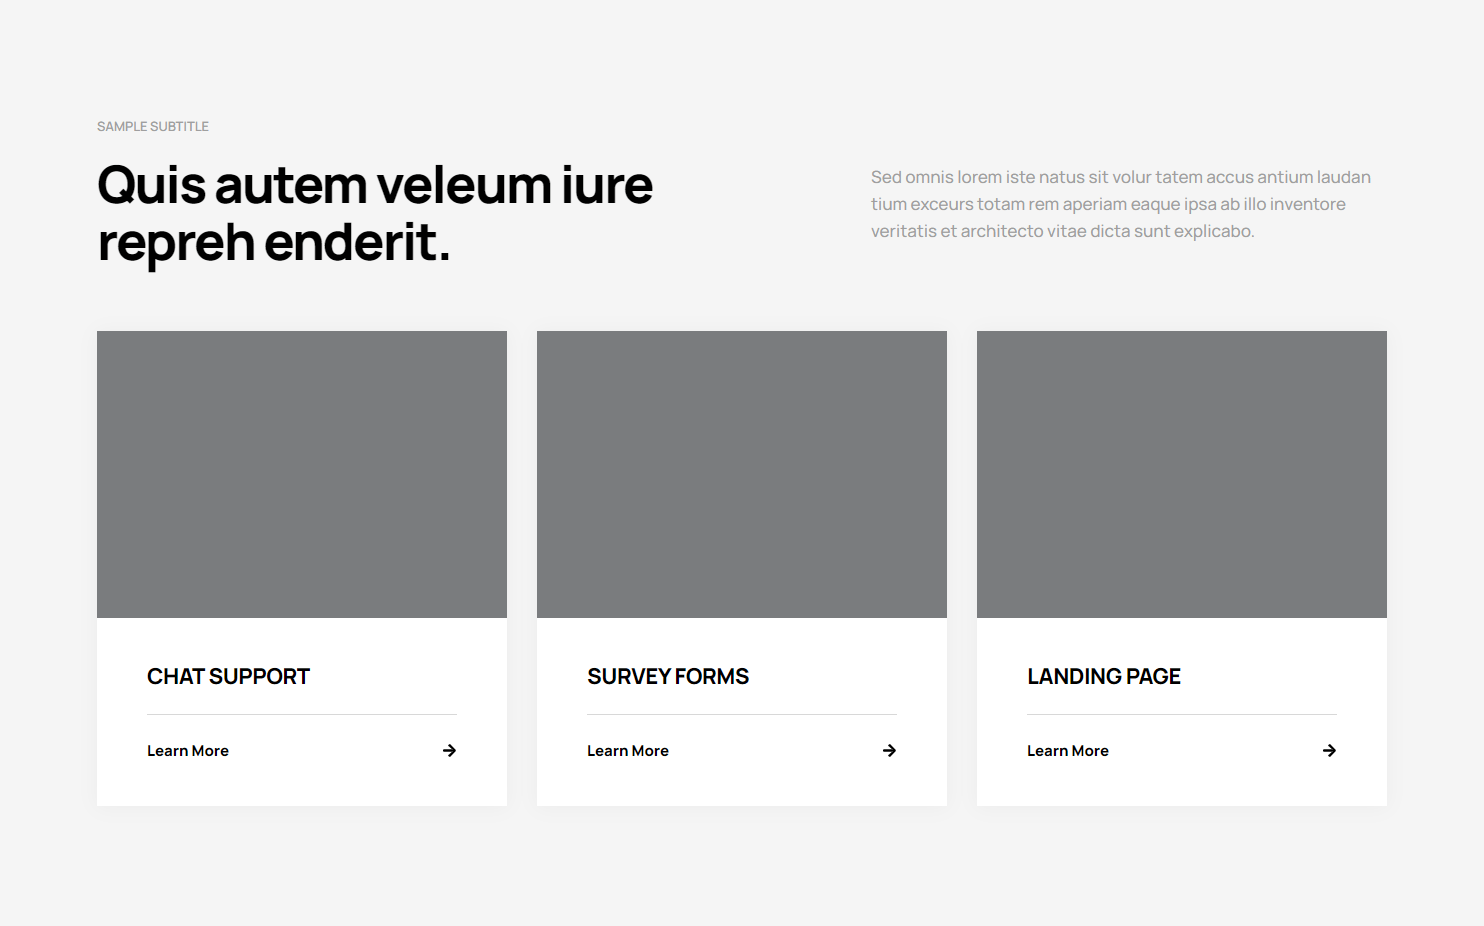 SAMPLE SUBTITLE
Quis autem veleum iure
repreh enderit.
Sed omnis lorem iste natus sit volur tatem accus antium laudan
tium exceurs totam rem aperiam eaque ipsa ab illo inventore
veritatis et architecto vitae dicta sunt explicabo.
CHAT SUPPORT
Learn More
SURVEY FORMS
Learn More
LANDING PAGE
Learn More